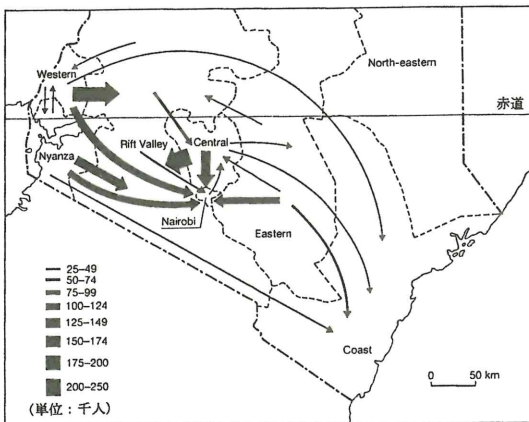 Western
North-eastern
赤道
Rift Valley
Central
Nyanza
Nairobi
Eastern
25–49
50–74
75–99
100–124
125–149
150–174
175–200
200–250
(単位：千人)
Coast
0 50 km